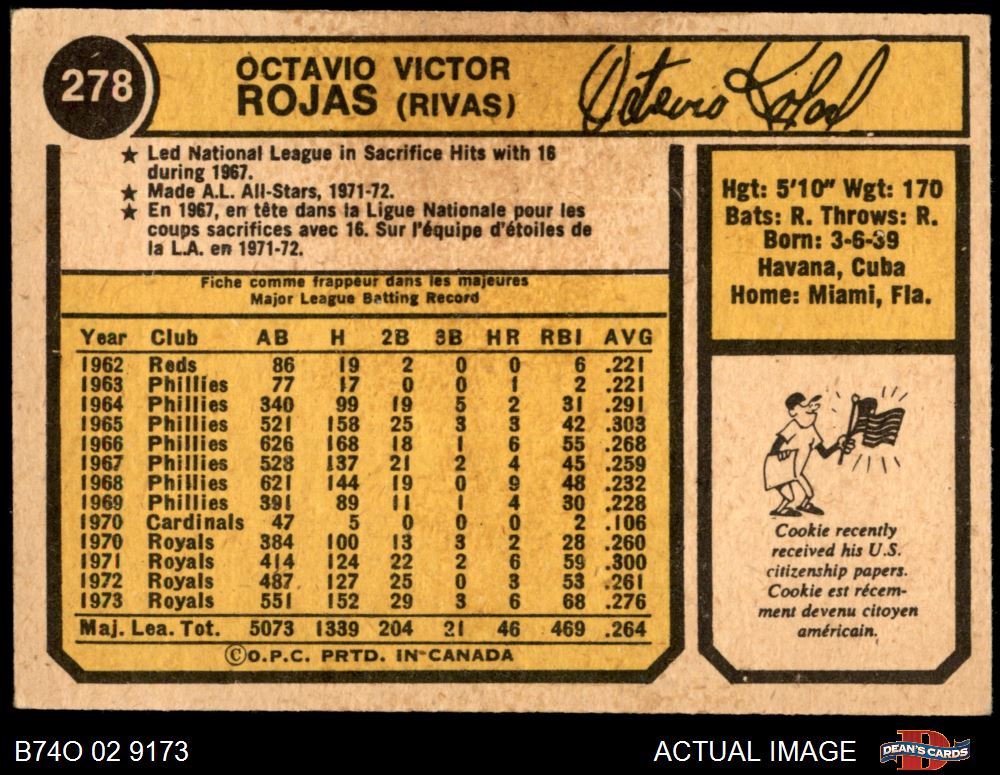 278
OCTAVIO VICTOR
ROJAS (RIVAS)
Octavio Rojas
★ Led National League in Sacrifice Hits with 16
during 1967.
★ Made A.L. All-Stars, 1971-72.
★ En 1967, en tête dans la Ligue Nationale pour les
coups sacrifices avec 16. Sur l'équipe d'étoiles de
la L.A. en 1971-72.
Fiche comme frappeur dans les majeures
Major League Batting Record
Year Club AB H 2B 3B HR RBI AVG
1962 Reds 86 19 2 0 0 6 .221
1963 Phillies 77 17 0 0 1 2 .221
1964 Phillies 340 99 19 5 2 31 .291
1965 Phillies 521 158 25 3 3 42 .303
1966 Phillies 626 168 18 1 6 55 .268
1967 Phillies 528 137 21 2 4 45 .259
1968 Phillies 621 144 19 0 9 48 .232
1969 Phillies 391 89 11 1 4 30 .228
1970 Cardinals 47 5 0 0 0 2 .106
1970 Royals 384 100 13 3 2 28 .260
1971 Royals 414 124 22 2 6 59 .300
1972 Royals 487 127 25 0 3 53 .261
1973 Royals 551 152 29 3 6 68 .276
Maj. Lea. Tot. 5073 1339 204 21 46 469 .264
©O.P.C. PRTD. IN CANADA
Hgt: 5'10" Wgt: 170
Bats: R. Throws: R.
Born: 3-6-39
Havana, Cuba
Home: Miami, Fla.
Cookie recently
received his U.S.
citizenship papers.
Cookie est récem-
ment devenu citoyen
américain.
B74O 02 9173
ACTUAL IMAGE
DEAN'S CARDS